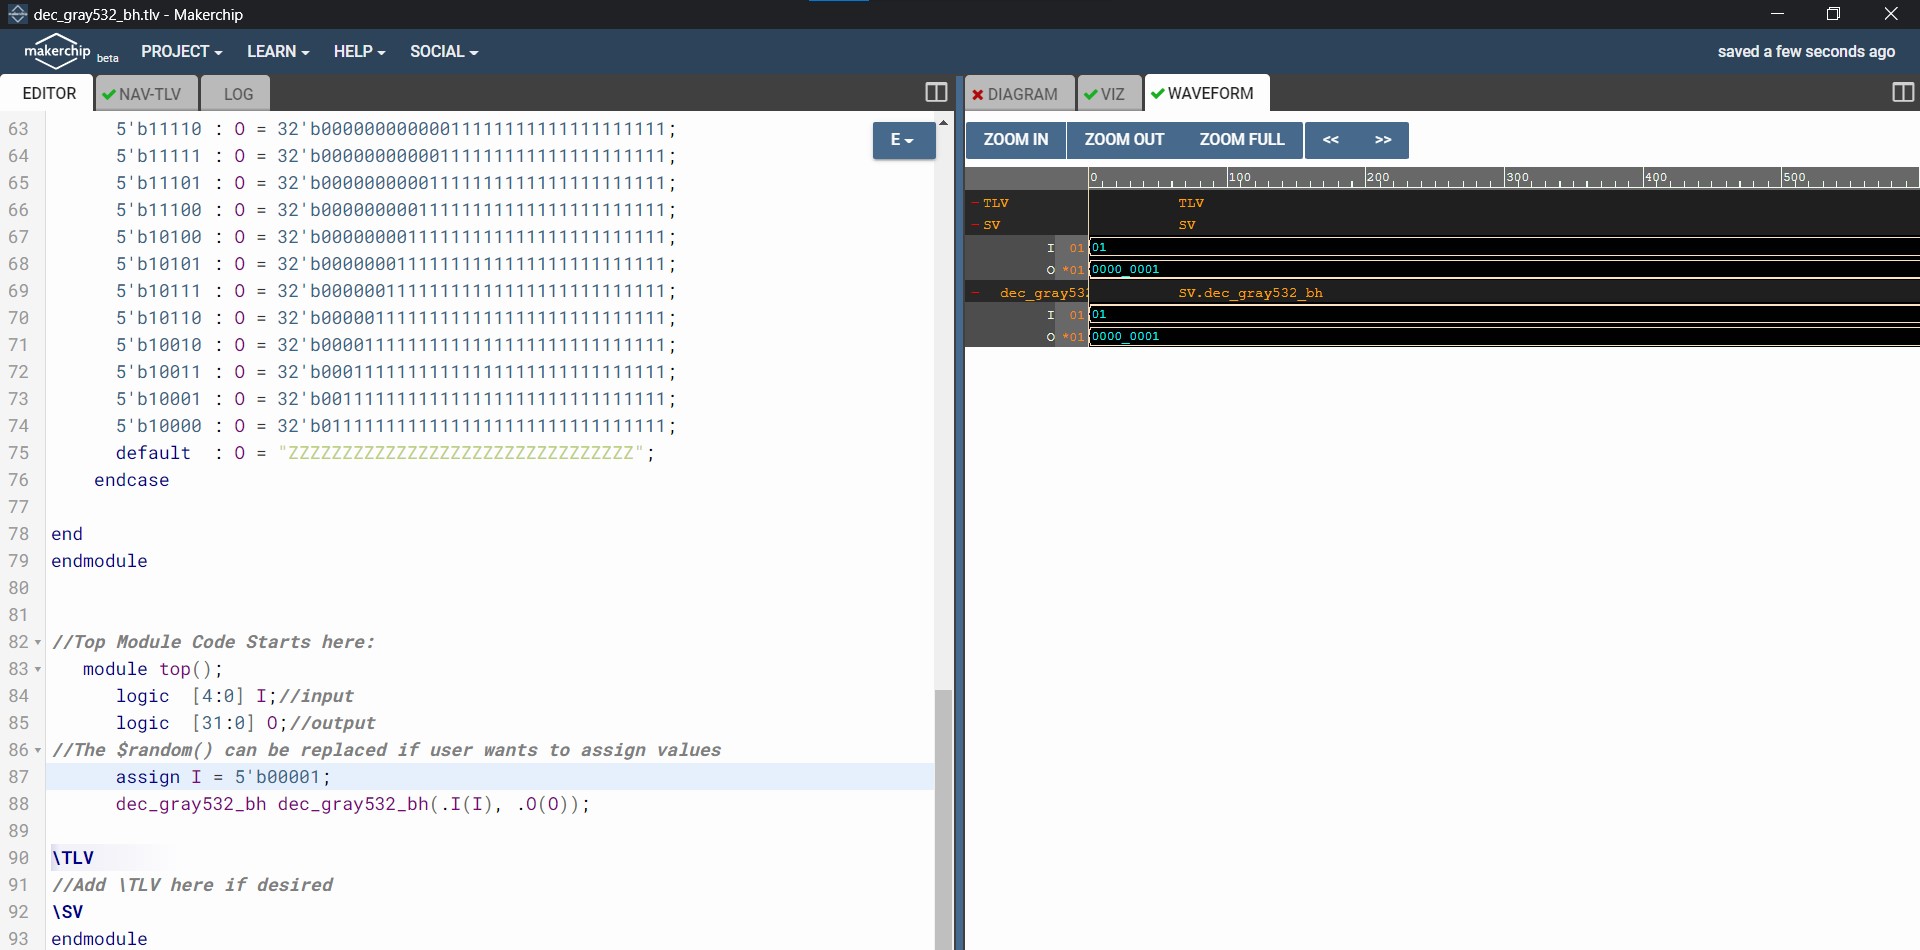 dec_gray532_bh.tlv - Makerchip
makerchip beta PROJECT LEARN HELP SOCIAL saved a few seconds ago
EDITOR NAV-TLV LOG DIAGRAM VIZ WAVEFORM
63 5'b11110 : O = 32'b00000000000011111111111111111111;
64 5'b11111 : O = 32'b00000000000111111111111111111111;
65 5'b11101 : O = 32'b00000000001111111111111111111111;
66 5'b11100 : O = 32'b00000000011111111111111111111111;
67 5'b10100 : O = 32'b00000000111111111111111111111111;
68 5'b10101 : O = 32'b00000001111111111111111111111111;
69 5'b10111 : O = 32'b00000011111111111111111111111111;
70 5'b10110 : O = 32'b00000111111111111111111111111111;
71 5'b10010 : O = 32'b00001111111111111111111111111111;
72 5'b10011 : O = 32'b00011111111111111111111111111111;
73 5'b10001 : O = 32'b00111111111111111111111111111111;
74 5'b10000 : O = 32'b01111111111111111111111111111111;
75 default : O = "ZZZZZZZZZZZZZZZZZZZZZZZZZZZZZZZZ";
76 endcase
77
78 end
79 endmodule
80
81
82 //Top Module Code Starts here:
83 module top();
84 logic [4:0] I;//input
85 logic [31:0] O;//output
86 //The $random() can be replaced if user wants to assign values
87 assign I = 5'b00001;
88 dec_gray532_bh dec_gray532_bh(.I(I), .O(O));
89
90 \TLV
91 //Add \TLV here if desired
92 \SV
93 endmodule
E
ZOOM IN ZOOM OUT ZOOM FULL << >>
0 100 200 300 400 500
TLV TLV
SV SV
I 01 01
O *01 0000_0001
dec_gray532 SV.dec_gray532_bh
I 01 01
O *01 0000_0001